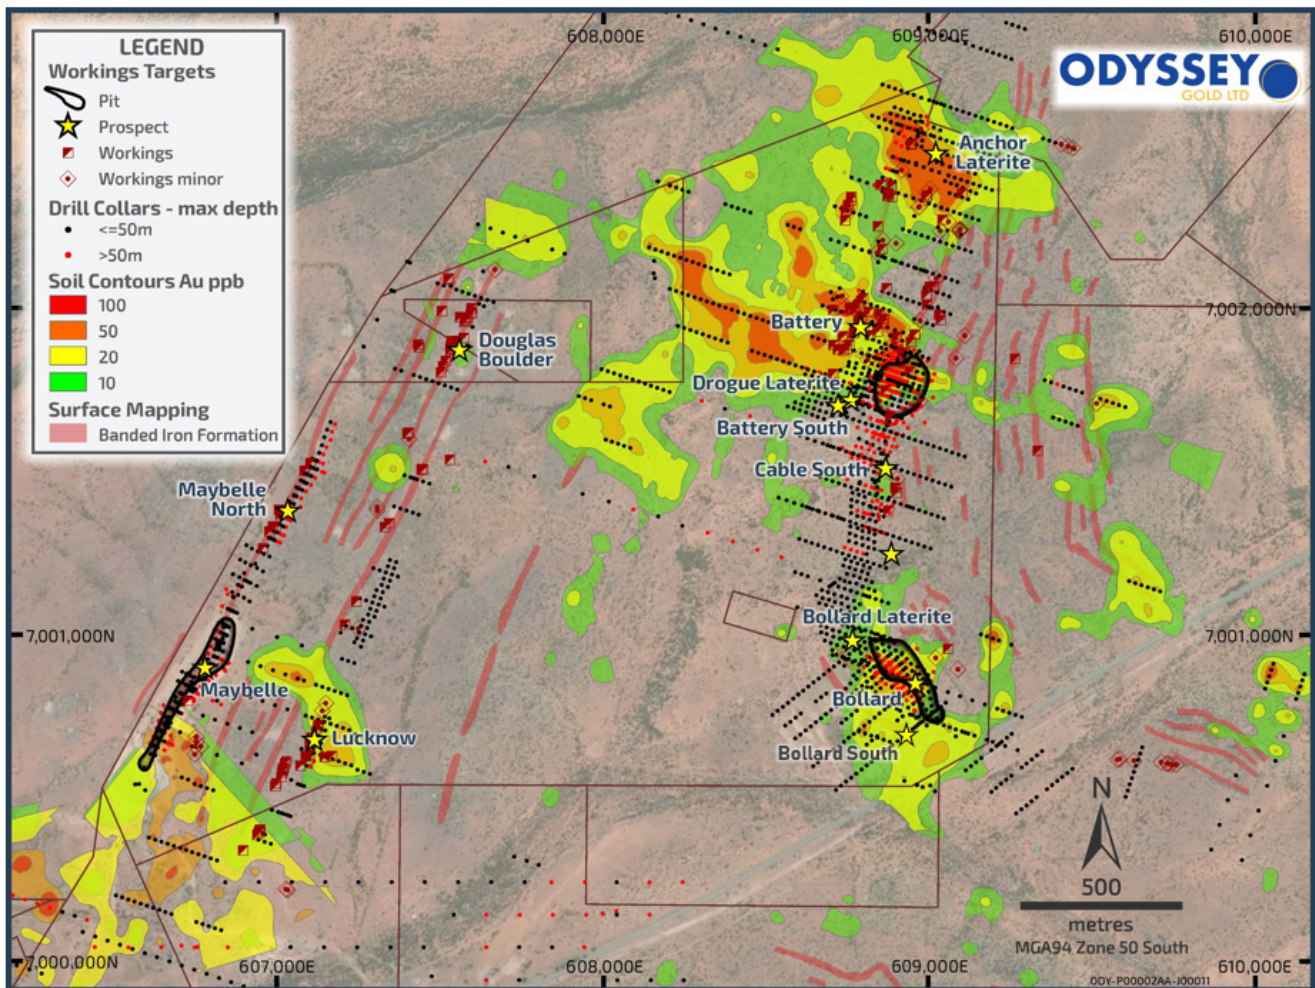 608,000E
609,000E
610,000E
LEGEND
Workings Targets
Pit
Prospect
Workings
Workings minor
Drill Collars - max depth
<=50m
>50m
Soil Contours Au ppb
100
50
20
10
Surface Mapping
Banded Iron Formation
ODYSSEY
GOLD LTD
Anchor
Laterite
7,002,000N
Battery
Douglas
Boulder
Drogue Laterite
Battery South
Cable South
Maybelle
North
7,001,000N
Bollard Laterite
7,001,000N
Maybelle
Bollard
Lucknow
Bollard South
N
500
metres
MGA94 Zone 50 South
7,000,000N
607,000E
608,000E
609,000E
610,000E
ODY-P00002AA-J00011